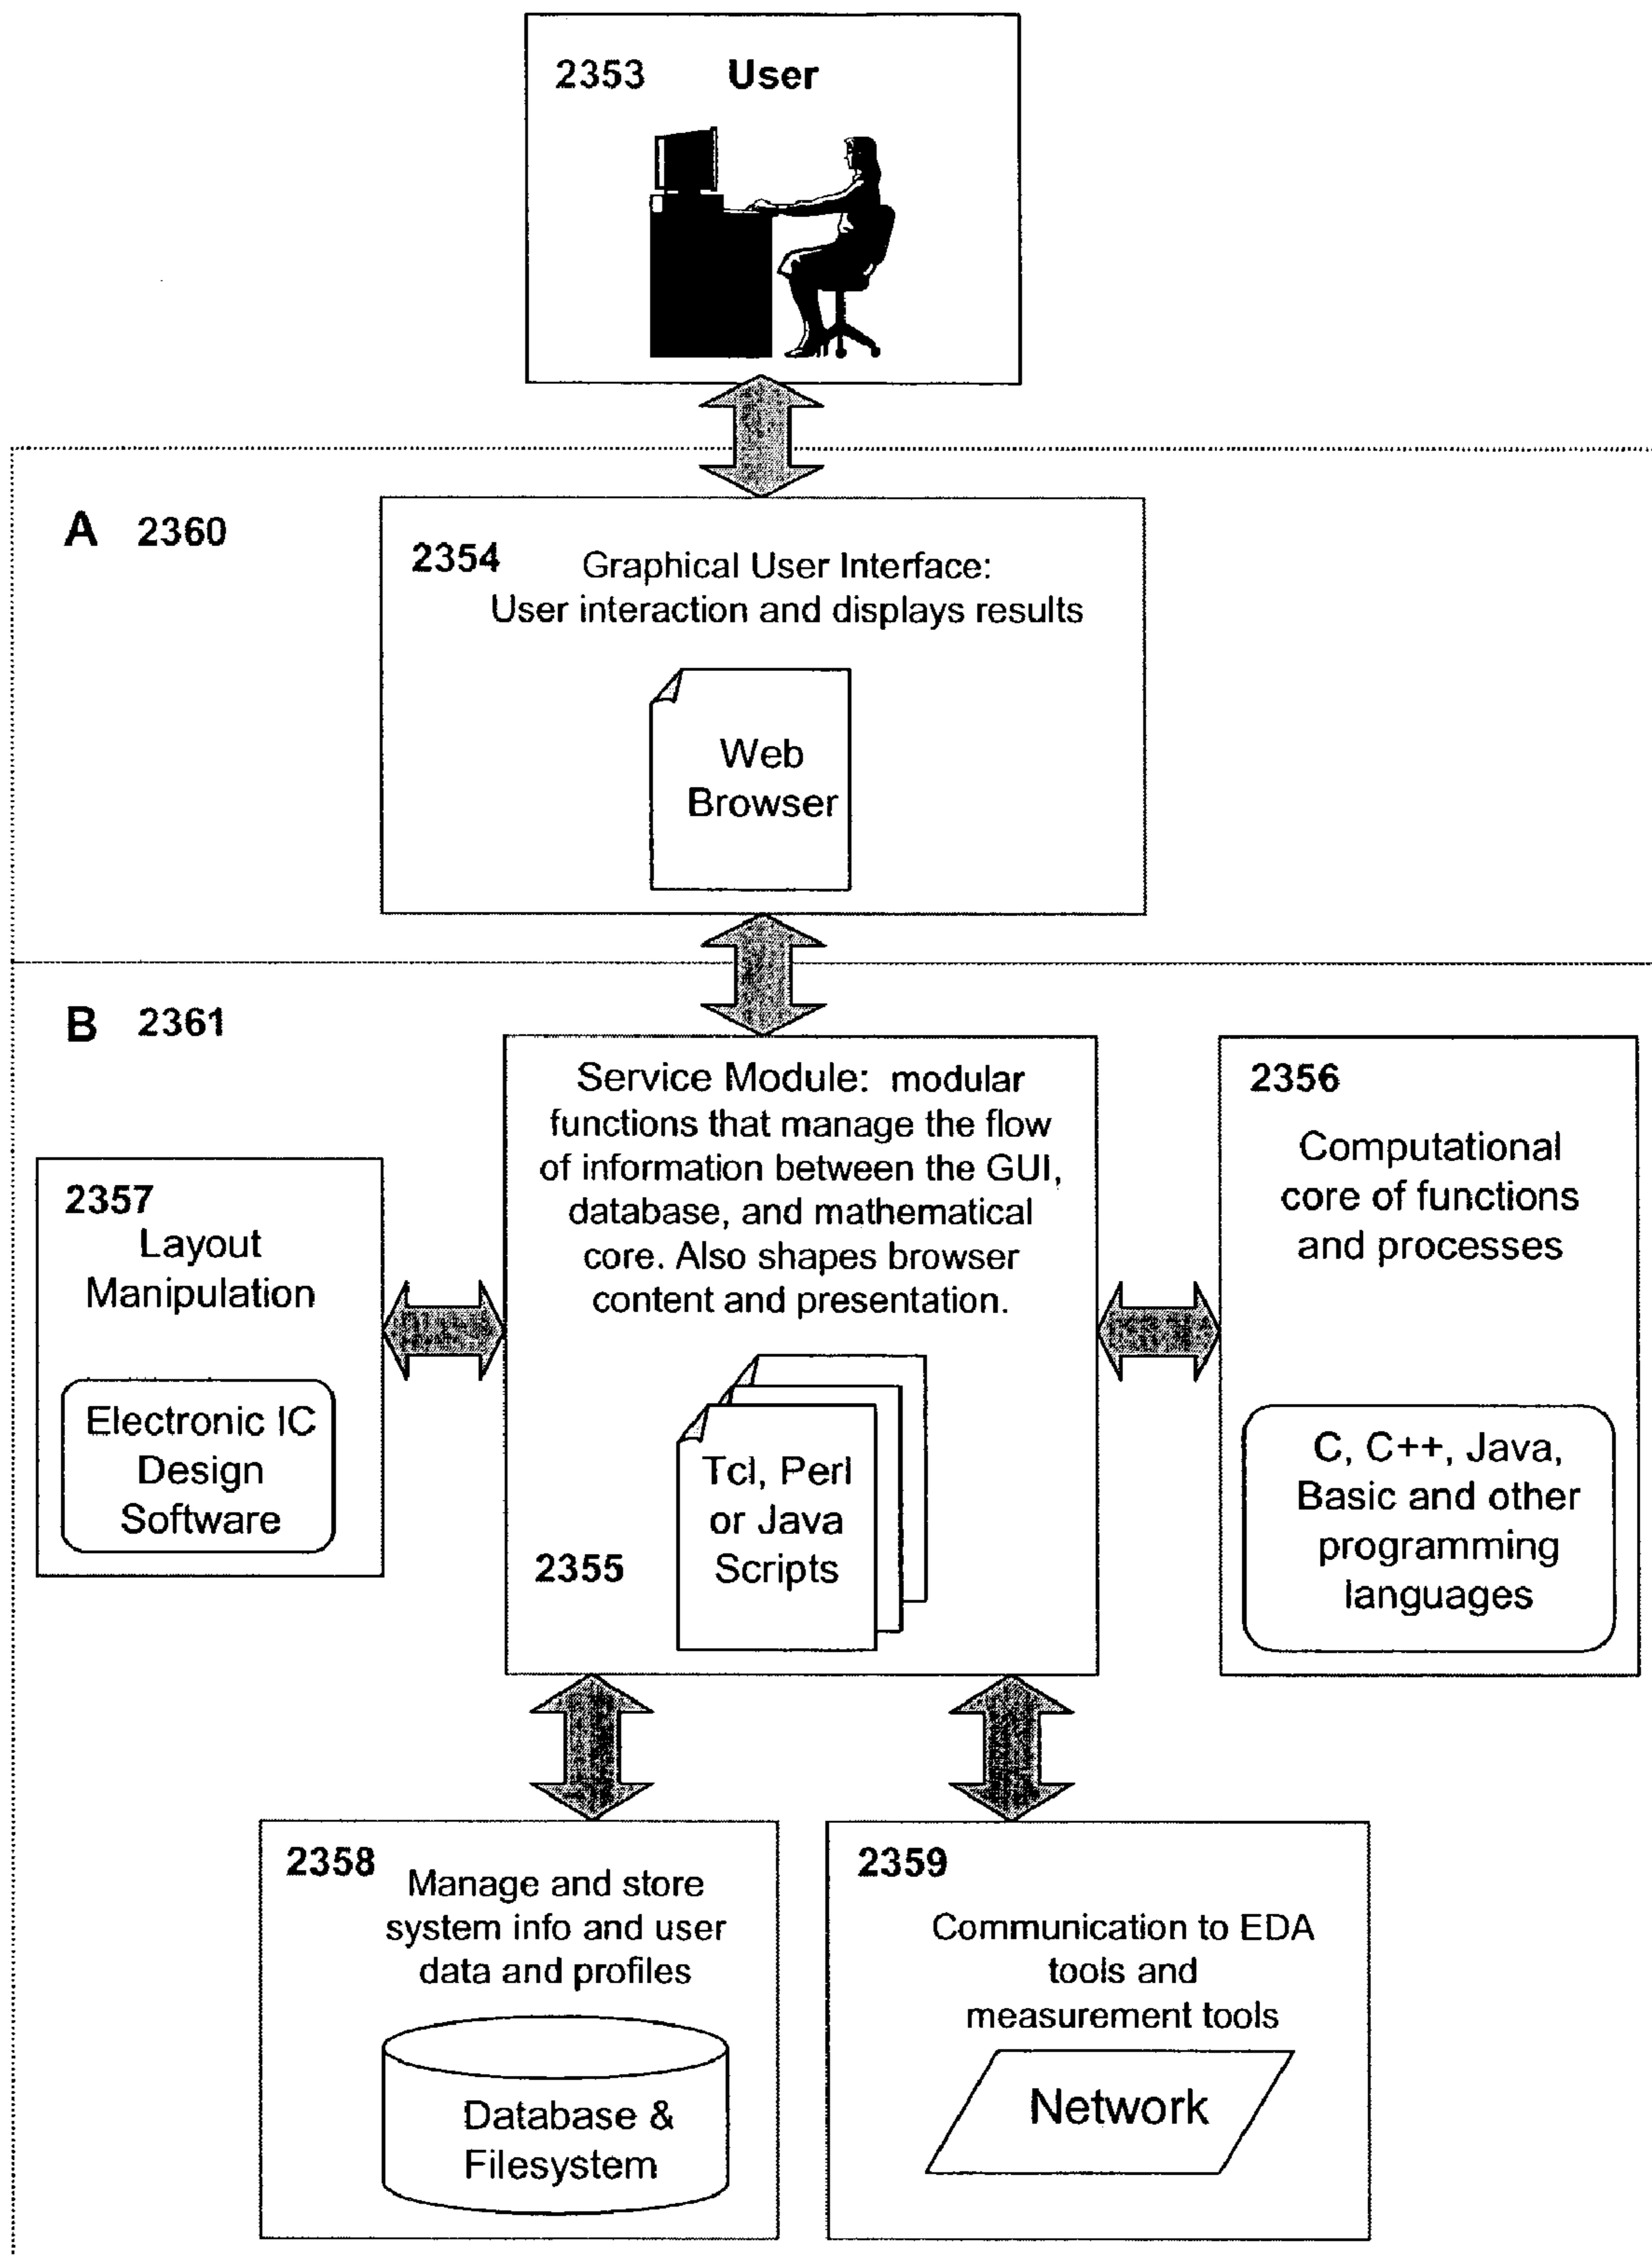 2353 User
A 2360
2354 Graphical User Interface:
User interaction and displays results
Web
Browser
B 2361
Service Module: modular
functions that manage the flow
of information between the GUI,
database, and mathematical
core. Also shapes browser
content and presentation.
Tcl, Perl
or Java
Scripts
2355
2357
Layout
Manipulation
Electronic IC
Design
Software
2356
Computational
core of functions
and processes
C, C++, Java,
Basic and other
programming
languages
2358
Manage and store
system info and user
data and profiles
Database &
Filesystem
2359
Communication to EDA
tools and
measurement tools
Network